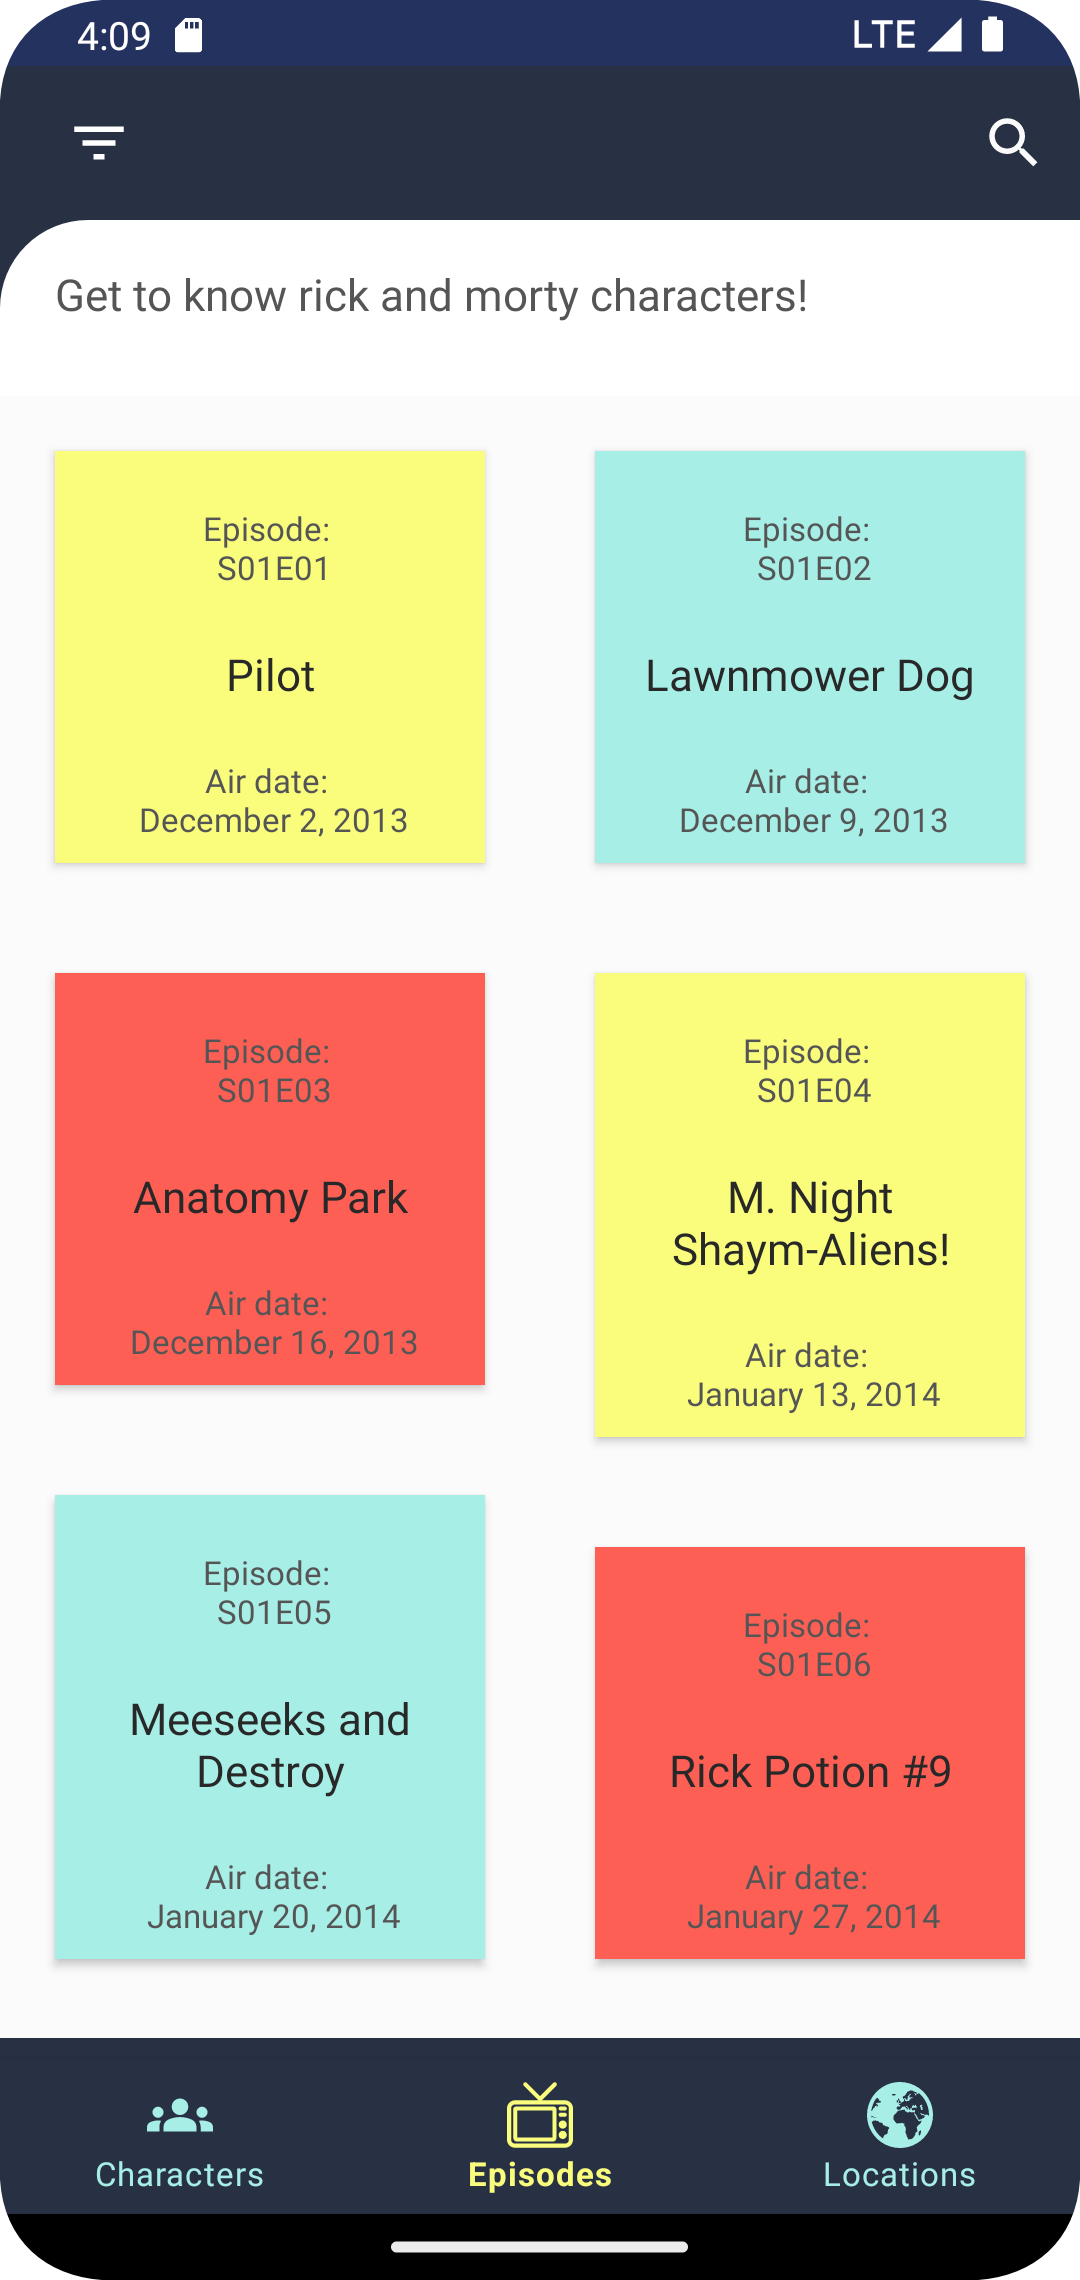 4:09
LTE
Get to know rick and morty characters!
Episode:
S01E01
Pilot
Air date:
December 2, 2013
Episode:
S01E02
Lawnmower Dog
Air date:
December 9, 2013
Episode:
S01E03
Anatomy Park
Air date:
December 16, 2013
Episode:
S01E04
M. Night
Shaym-Aliens!
Air date:
January 13, 2014
Episode:
S01E05
Meeseeks and
Destroy
Air date:
January 20, 2014
Episode:
S01E06
Rick Potion #9
Air date:
January 27, 2014
Characters
Episodes
Locations